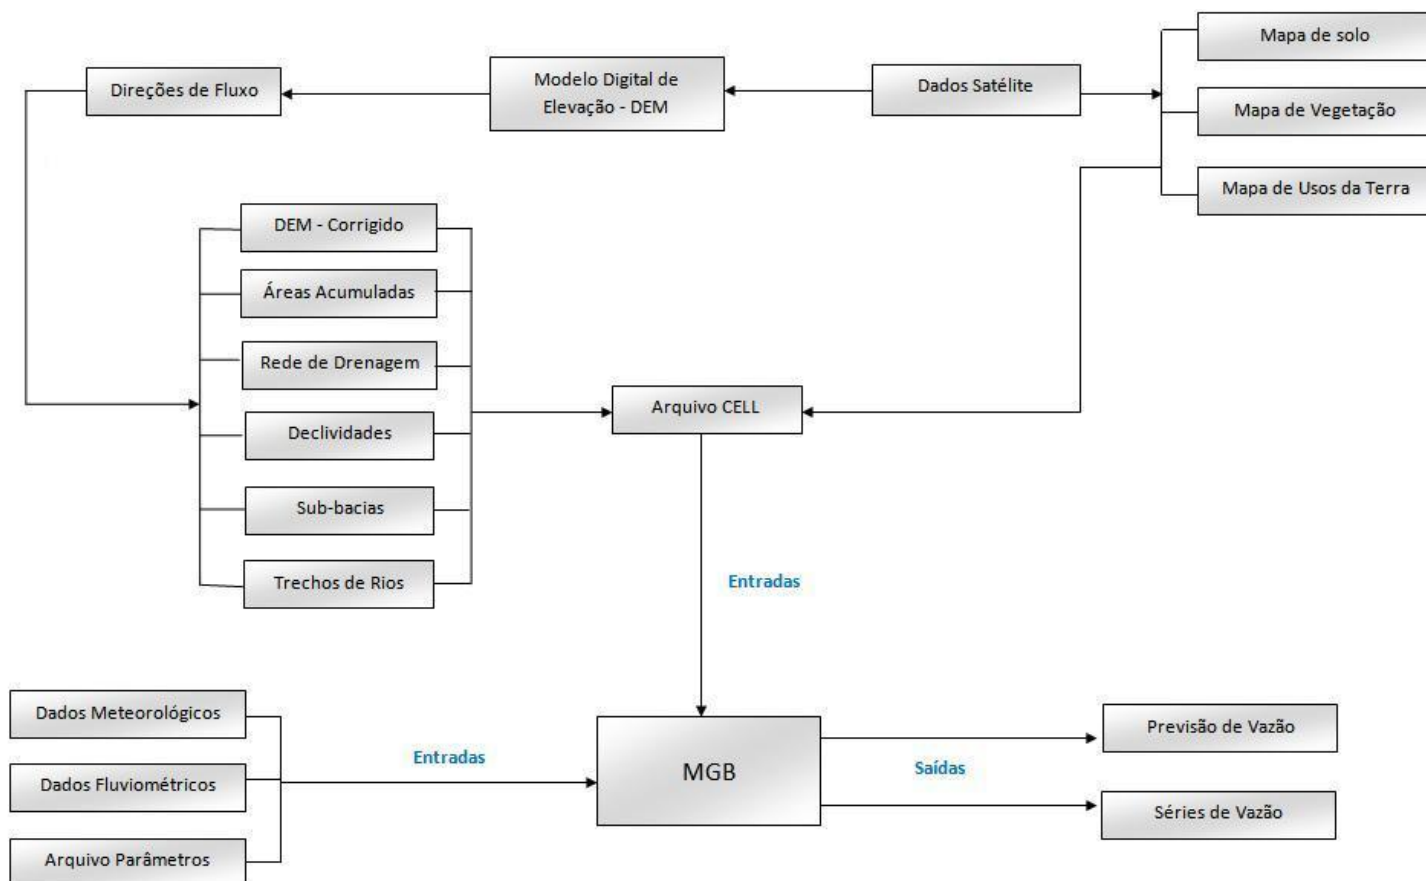 Mapa de solo
Direções de Fluxo
Modelo Digital de
Elevação - DEM
Dados Satélite
Mapa de Vegetação
Mapa de Usos da Terra
DEM - Corrigido
Áreas Acumuladas
Rede de Drenagem
Declividades
Sub-bacias
Trechos de Rios
Arquivo CELL
Entradas
Dados Meteorológicos
Dados Fluviométricos
Arquivo Parâmetros
Entradas
MGB
Saídas
Previsão de Vazão
Séries de Vazão